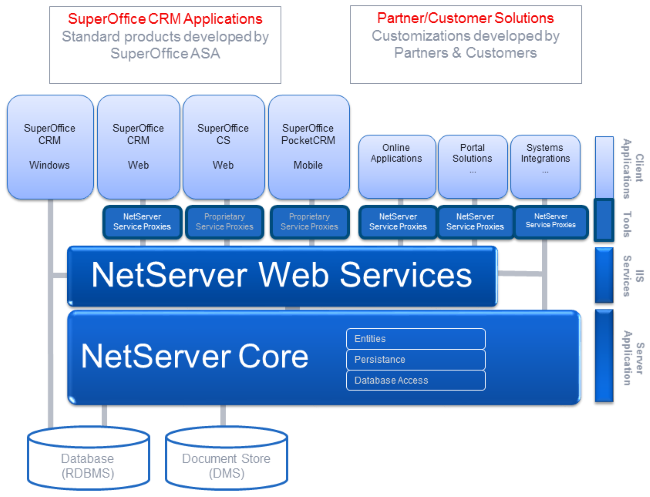 SuperOffice CRM Applications
Standard products developed by
SuperOffice ASA
Partner/Customer Solutions
Customizations developed by
Partners & Customers
SuperOffice
CRM
Windows
SuperOffice
CRM
Web
SuperOffice
CS
Web
SuperOffice
PocketCRM
Mobile
Online
Applications
...
Portal
Solutions
...
Systems
Integrations
...
Client
Applications
NetServer
Service Proxies
Proprietary
Service Proxies
Proprietary
Service Proxies
NetServer
Service Proxies
NetServer
Service Proxies
NetServer
Service Proxies
Tools
NetServer Web Services
IIS
Services
NetServer Core
Entities
Persistance
Database Access
Server
Application
Database
(RDBMS)
Document Store
(DMS)